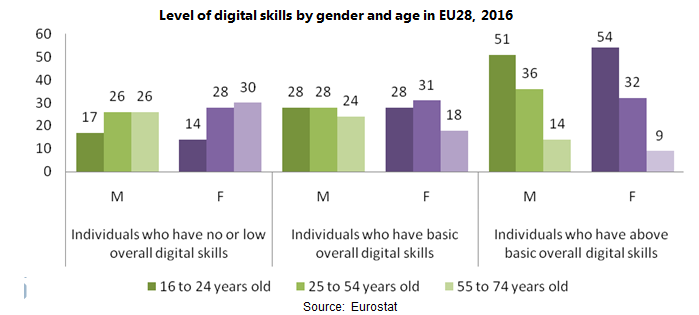 Level of digital skills by gender and age in EU28, 2016
60
50
40
30
20
10
0
17
26
26
14
28
30
28
28
24
28
31
18
51
36
14
54
32
9
M
F
M
F
M
F
Individuals who have no or low
overall digital skills
Individuals who have basic
overall digital skills
Individuals who have above
basic overall digital skills
16 to 24 years old
25 to 54 years old
55 to 74 years old
Source: Eurostat